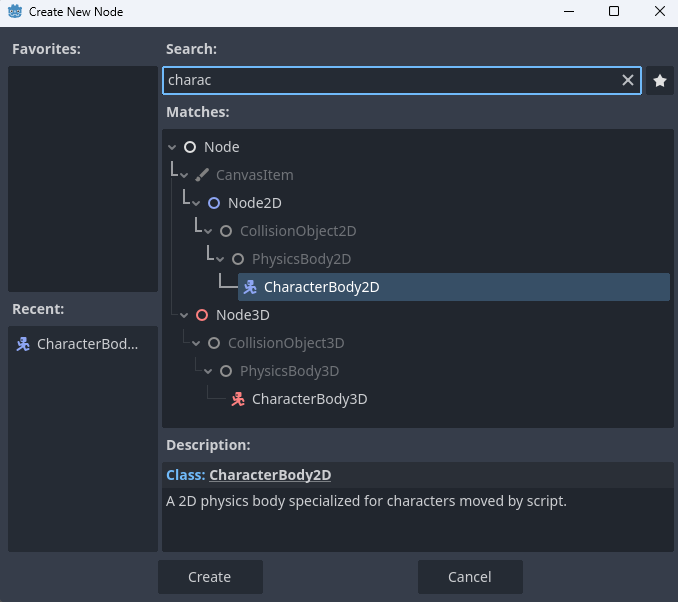 Create New Node
Favorites:
Search:
charac
Matches:
Node
CanvasItem
Node2D
CollisionObject2D
PhysicsBody2D
CharacterBody2D
Node3D
CollisionObject3D
PhysicsBody3D
CharacterBody3D
Recent:
CharacterBod...
Description:
Class: CharacterBody2D
A 2D physics body specialized for characters moved by script.
Create
Cancel